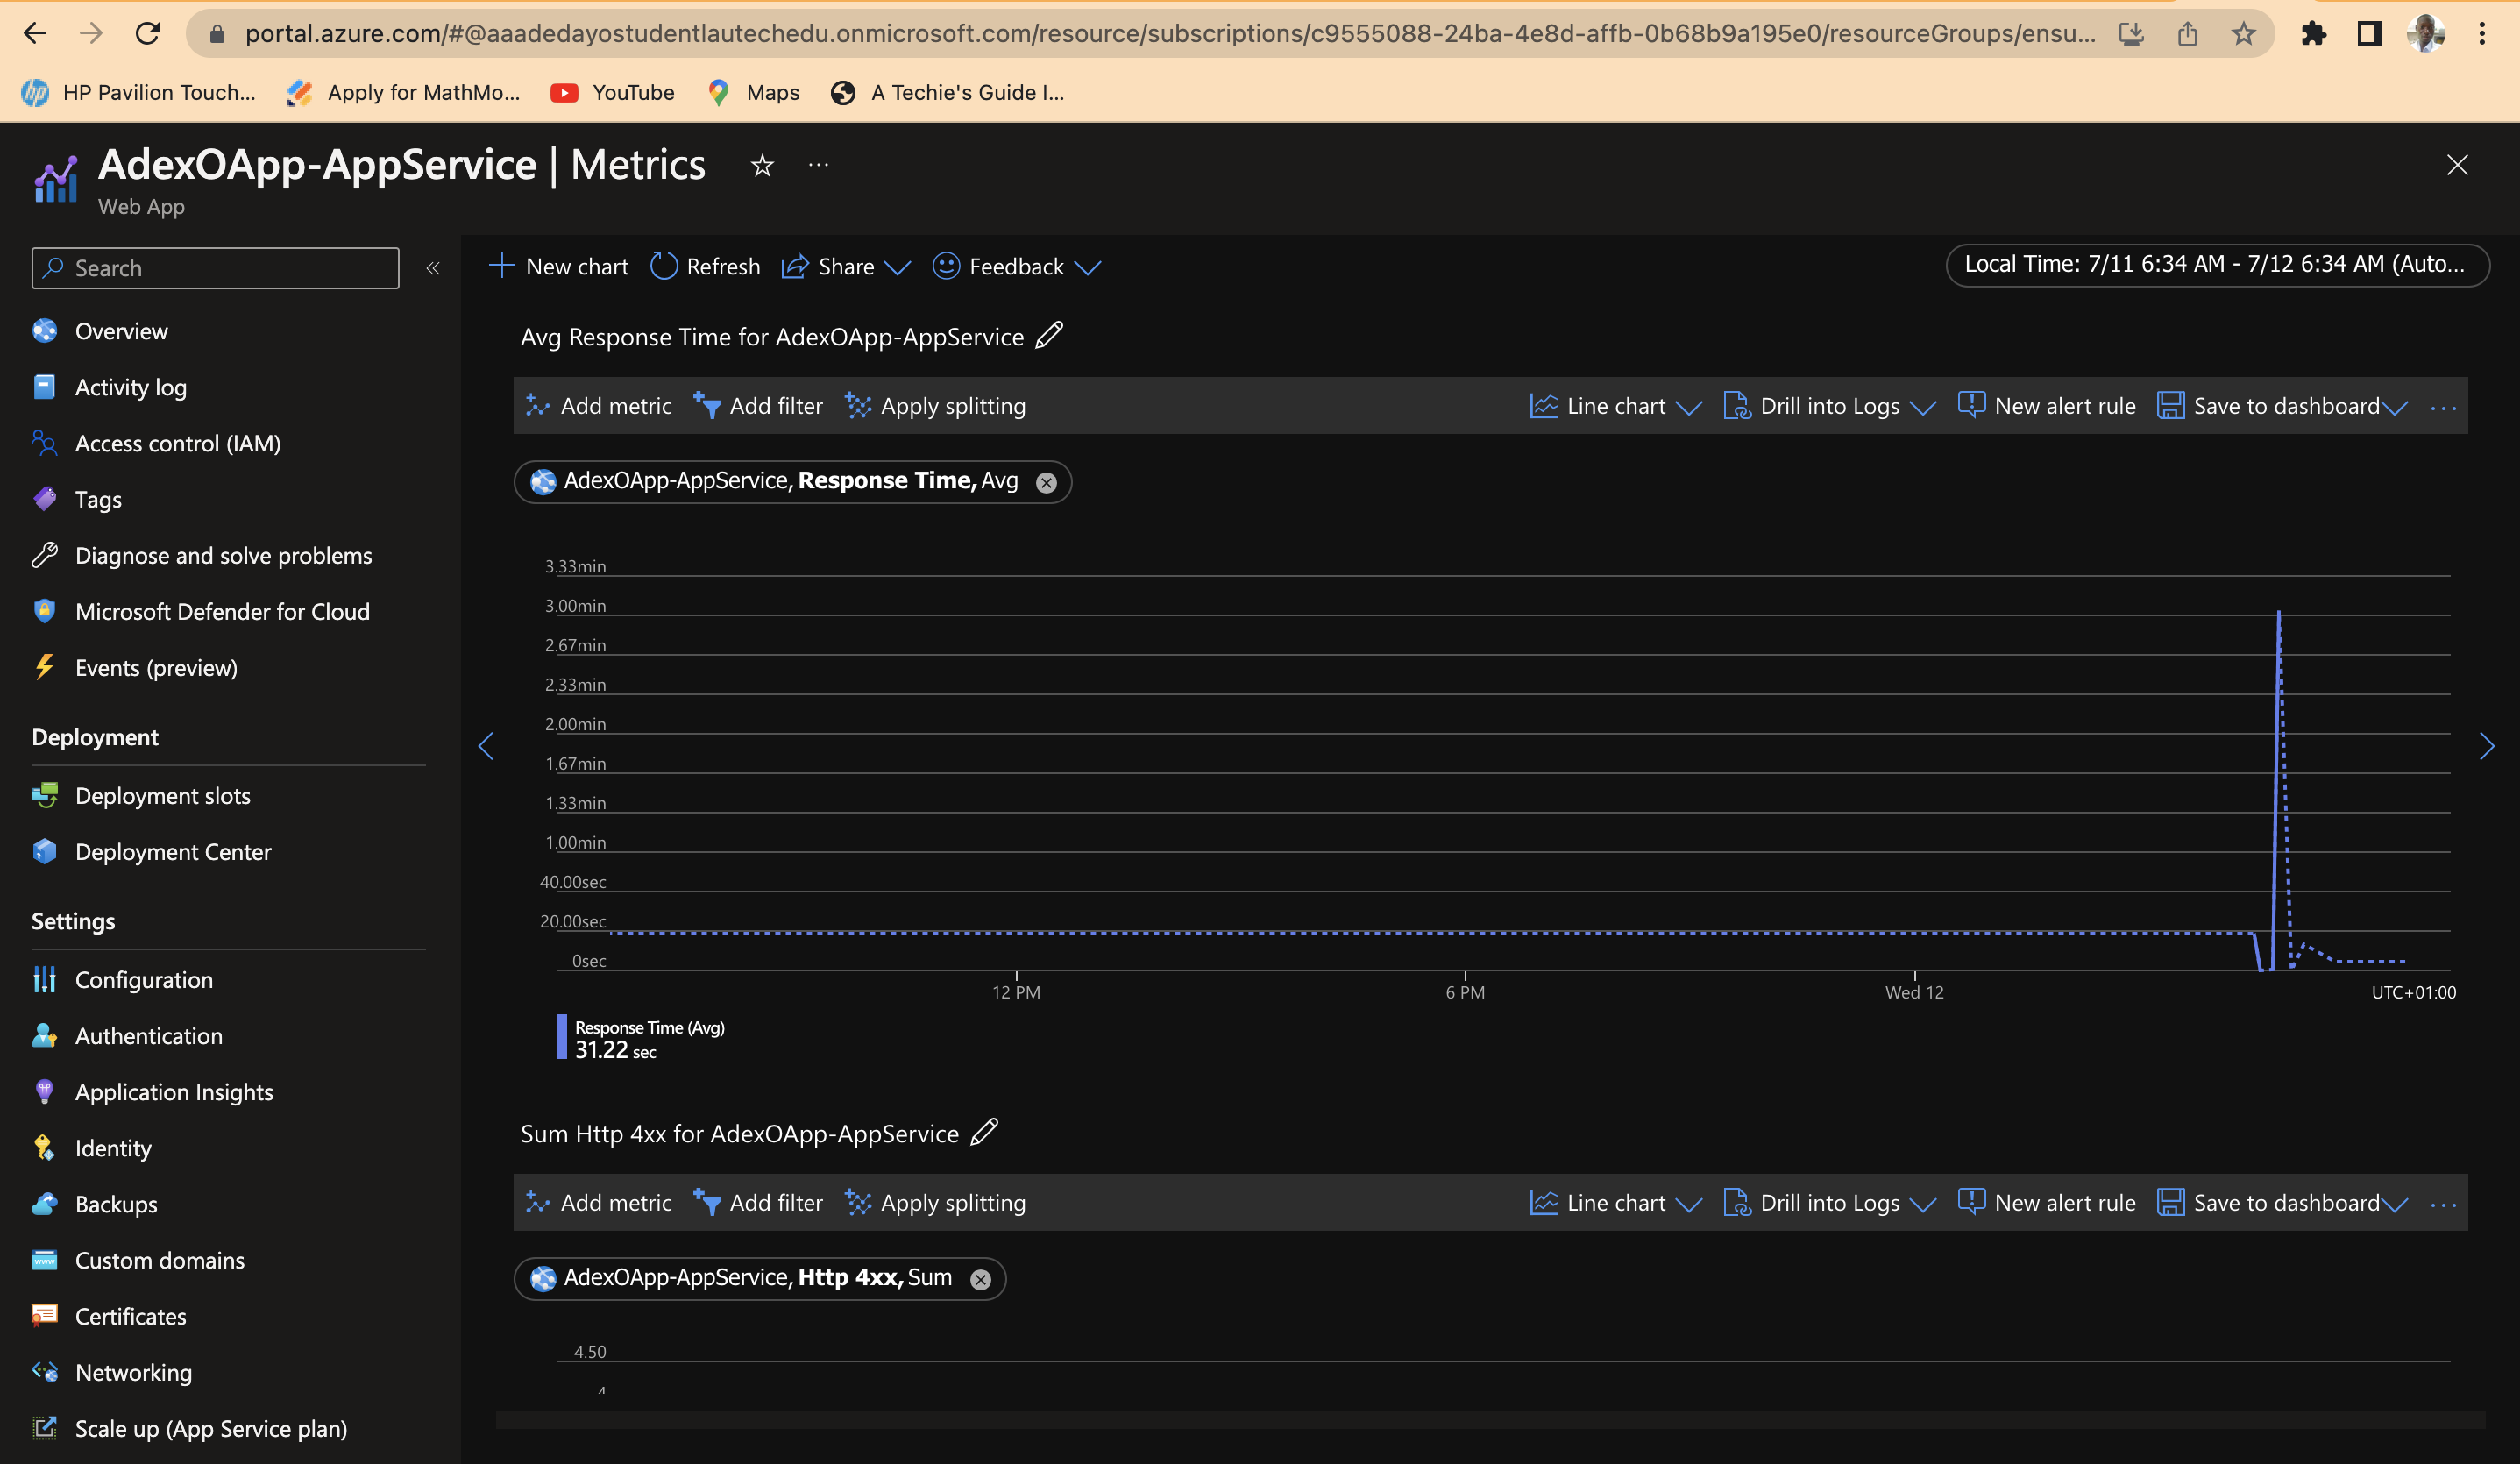 portal.azure.com/#@aaadedayostudentlautechedu.onmicrosoft.com/resource/subscriptions/c9555088-24ba-4e8d-affb-0b68b9a195e0/resourceGroups/ensu...
HP Pavilion Touch...
Apply for MathMo...
YouTube
Maps
A Techie's Guide I...
AdexOApp-AppService | Metrics
Web App
Search
Overview
Activity log
Access control (IAM)
Tags
Diagnose and solve problems
Microsoft Defender for Cloud
Events (preview)
Deployment
Deployment slots
Deployment Center
Settings
Configuration
Authentication
Application Insights
Identity
Backups
Custom domains
Certificates
Networking
Scale up (App Service plan)
New chart
Refresh
Share
Feedback
Local Time: 7/11 6:34 AM - 7/12 6:34 AM (Auto...
Avg Response Time for AdexOApp-AppService
Add metric
Add filter
Apply splitting
Line chart
Drill into Logs
New alert rule
Save to dashboard
AdexOApp-AppService, Response Time, Avg
3.33min
3.00min
2.67min
2.33min
2.00min
1.67min
1.33min
1.00min
40.00sec
20.00sec
0sec
12 PM
6 PM
Wed 12
UTC+01:00
Response Time (Avg)
31.22 sec
Sum Http 4xx for AdexOApp-AppService
Add metric
Add filter
Apply splitting
Line chart
Drill into Logs
New alert rule
Save to dashboard
AdexOApp-AppService, Http 4xx, Sum
4.50
4